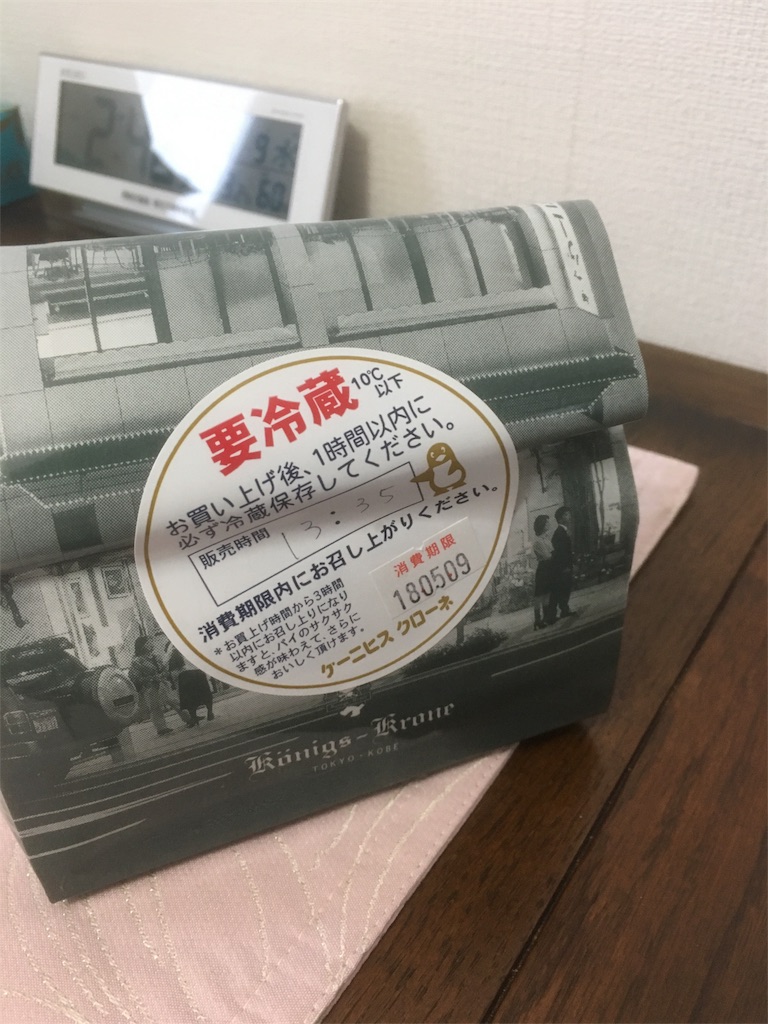 要冷蔵
10℃
以下
お買い上げ後、1時間以内に
必ず冷蔵保存してください。
販売時間
13:35
消費期限内にお召し上がりください。
消費期限
180509
*お買上げ時間から3時間
以内にお召し上りになり
ますと、パイのサクサク
感が味わえて、さらに
おいしく頂けます。
ケーニヒス クローネ
Königs-Krone
TOKYO-KOBE